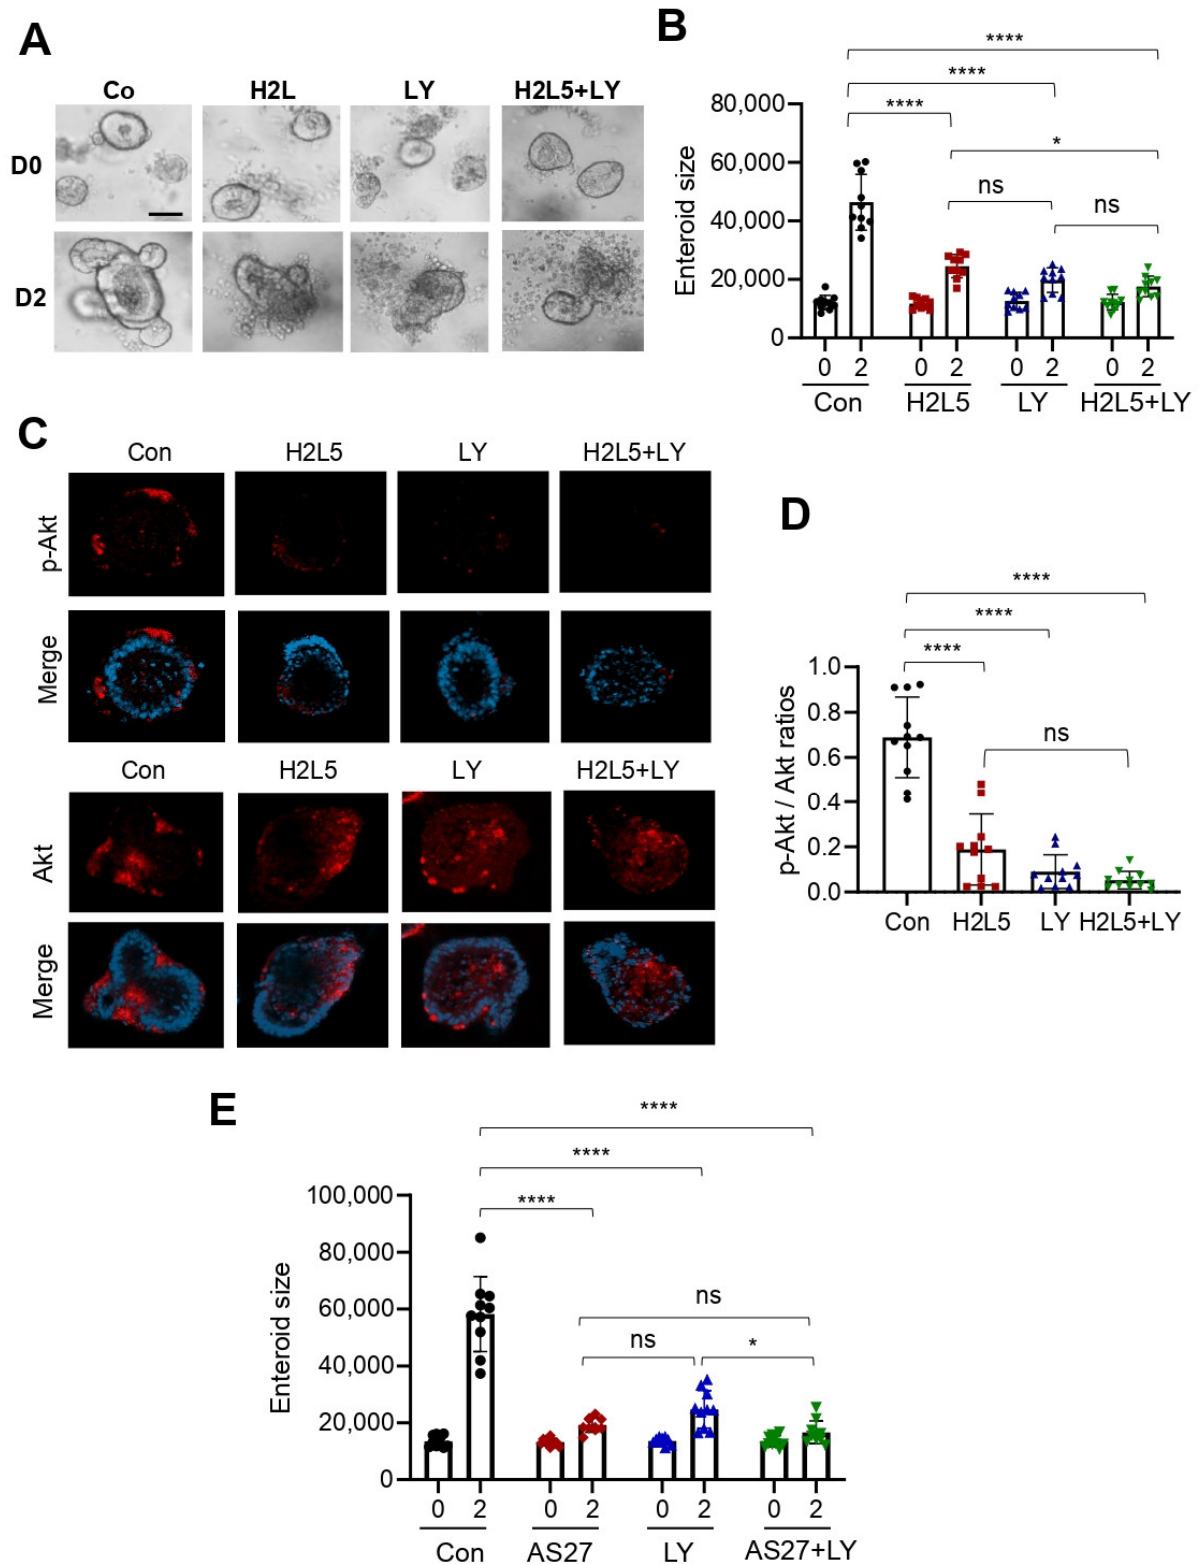 A
Co H2L LY H2L5+LY
D0
D2
B
****
****
****
*
ns
ns
Enteroid size
80,000
60,000
40,000
20,000
0
0 2 0 2 0 2 0 2
Con H2L5 LY H2L5+LY
C
Con H2L5 LY H2L5+LY
p-Akt
Merge
Con H2L5 LY H2L5+LY
Akt
Merge
D
****
****
****
ns
p-Akt / Akt ratios
1.0
0.8
0.6
0.4
0.2
0.0
Con H2L5 LY H2L5+LY
E
****
****
****
ns
ns
*
Enteroid size
100,000
80,000
60,000
40,000
20,000
0
0 2 0 2 0 2 0 2
Con AS27 LY AS27+LY